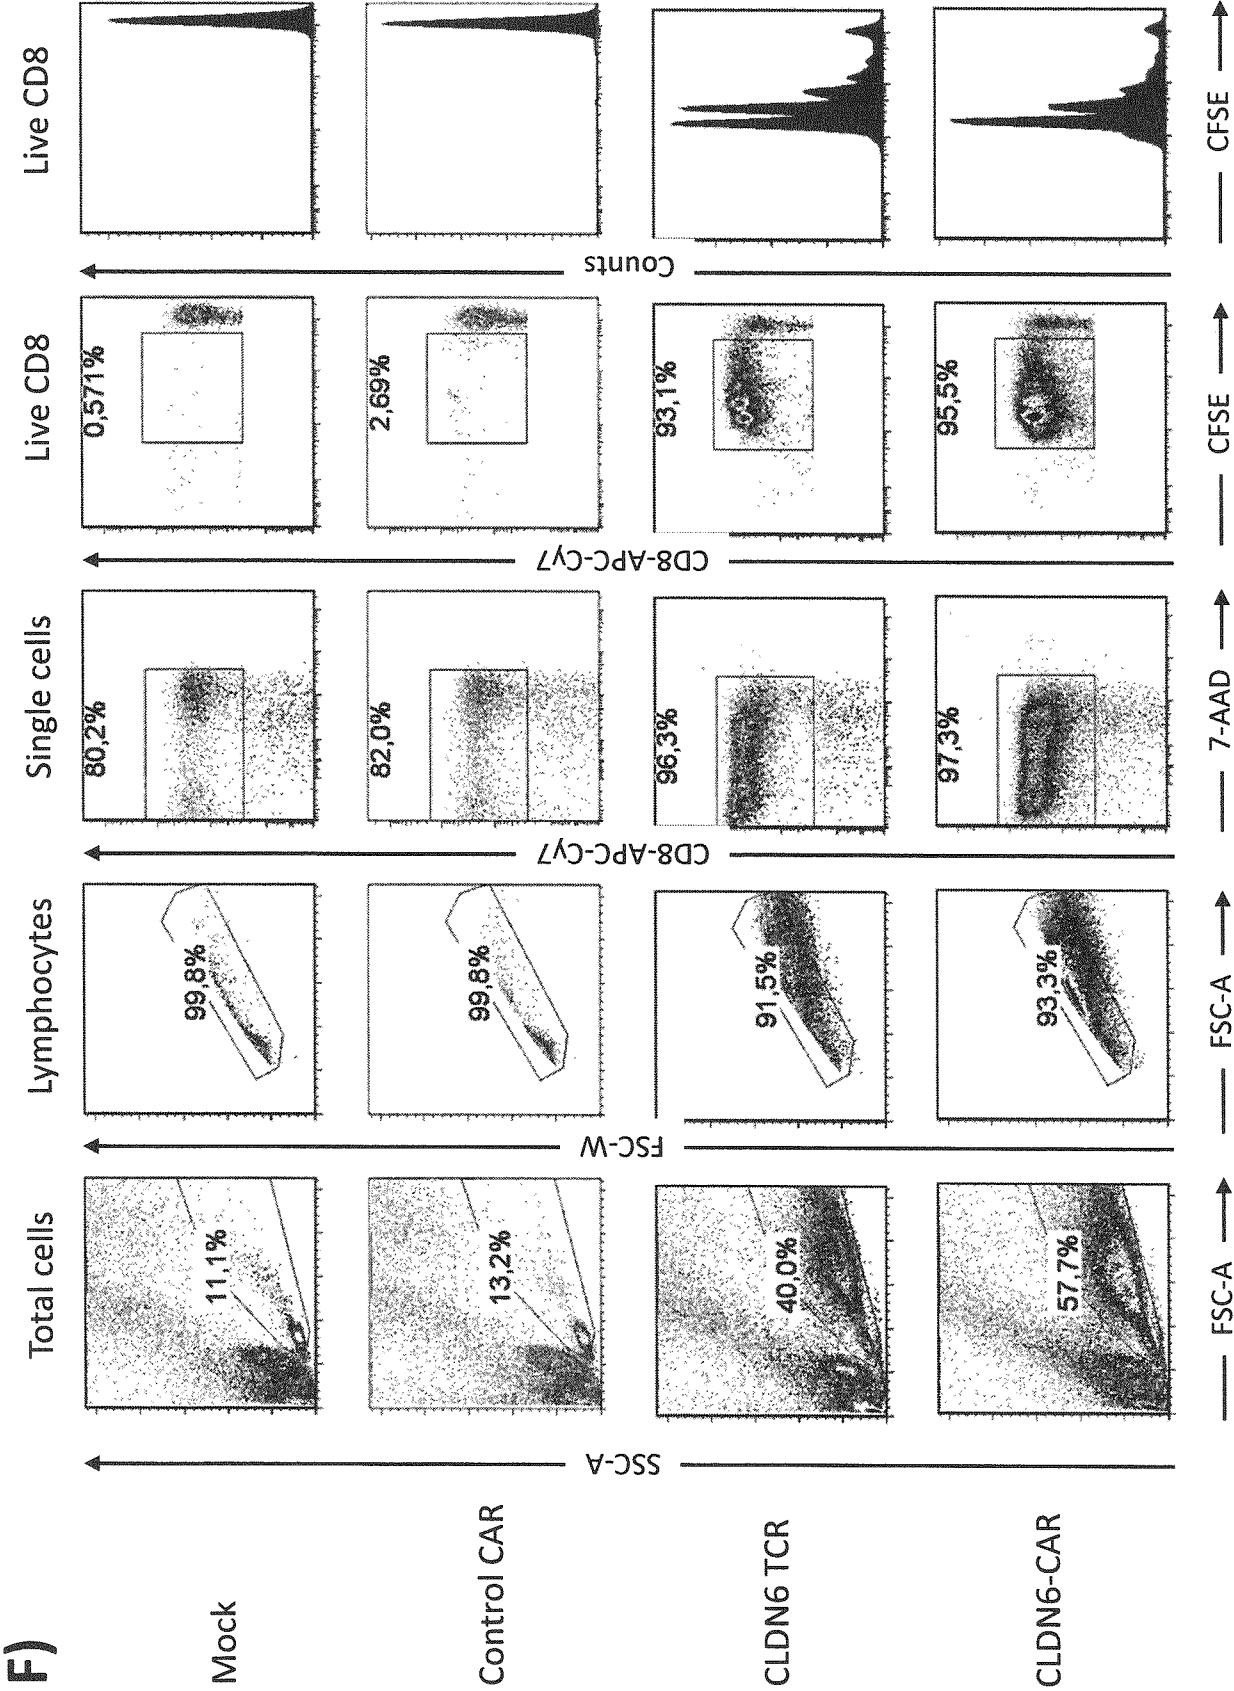 F)
Total cells
Lymphocytes
Single cells
Live CD8
Live CD8
Mock
SSC-A
11,1%
FSC-W
99,8%
CD8-APC-Cy7
80,2%
CD8-APC-Cy7
0,571%
Counts
Control CAR
13,2%
99,8%
82,0%
2,69%
CLDN6 TCR
40,0%
91,5%
96,3%
93,1%
CLDN6-CAR
57,7%
93,3%
97,3%
95,5%
FSC-A
FSC-A
7-AAD
CFSE
CFSE